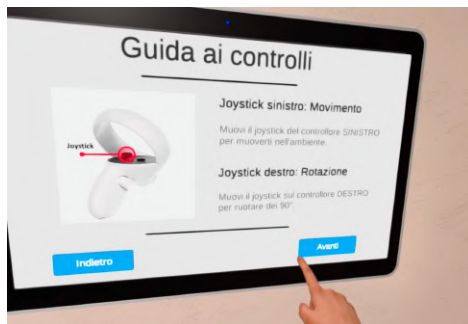 Guida ai controlli
Joystick
Joystick sinistro: Movimento
Muovi il joystick del controllore SINISTRO
per muoverti nell'ambiente.
Joystick destro: Rotazione
Muovi il joystick sul controllore DESTRO
per ruotare dei 90°.
Indietro
Avanti